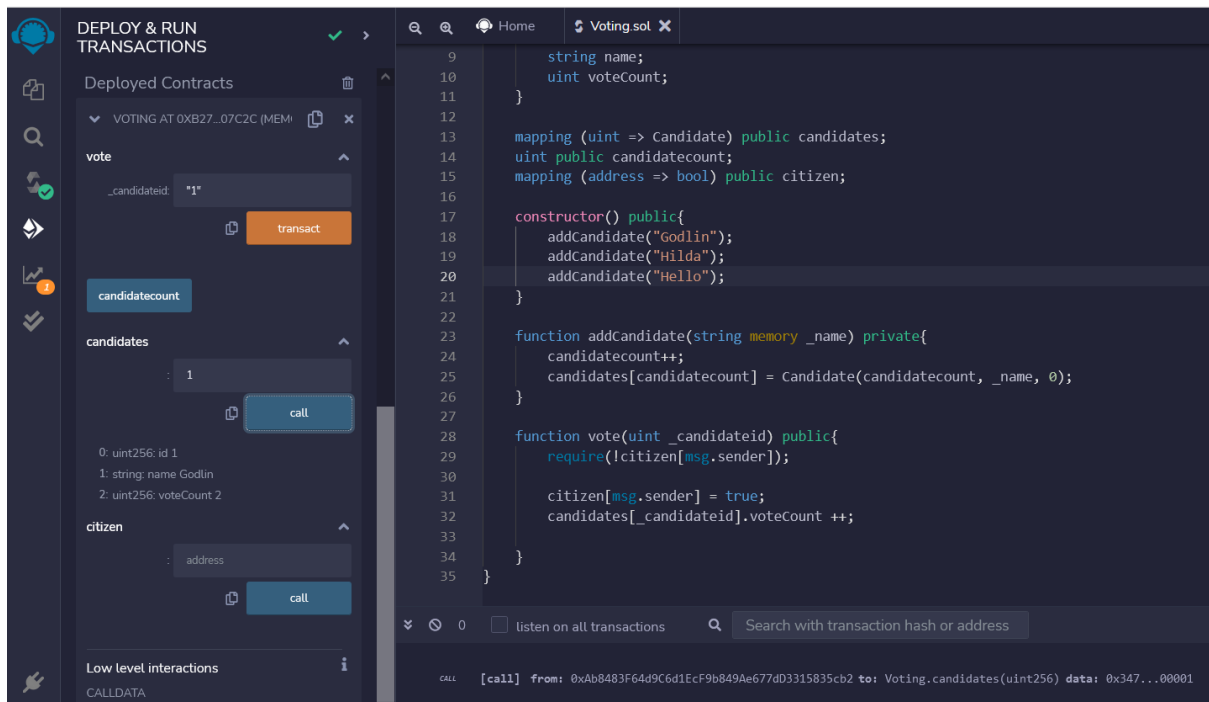 DEPLOY & RUN
TRANSACTIONS
Deployed Contracts
VOTING AT 0XB27...07C2C (MEM
vote
_candidateid: "1"
transact
candidatecount
candidates
: 1
call
0: uint256: id 1
1: string: name Godlin
2: uint256: voteCount 2
citizen
: address
call
Low level interactions
i
CALLDATA
1
Home
Voting.sol
9 string name;
10 uint voteCount;
11 }
12
13 mapping (uint => Candidate) public candidates;
14 uint public candidatecount;
15 mapping (address => bool) public citizen;
16
17 constructor() public{
18 addCandidate("Godlin");
19 addCandidate("Hilda");
20 addCandidate("Hello");
21 }
22
23 function addCandidate(string memory _name) private{
24 candidatecount++;
25 candidates[candidatecount] = Candidate(candidatecount, _name, 0);
26 }
27
28 function vote(uint _candidateid) public{
29 require(!citizen[msg.sender]);
30
31 citizen[msg.sender] = true;
32 candidates[_candidateid].voteCount ++;
33
34 }
35 }
0 listen on all transactions Search with transaction hash or address
CALL [call] from: 0xAb8483F64d9C6d1EcF9b849Ae677dD3315835cb2 to: Voting.candidates(uint256) data: 0x347...00001